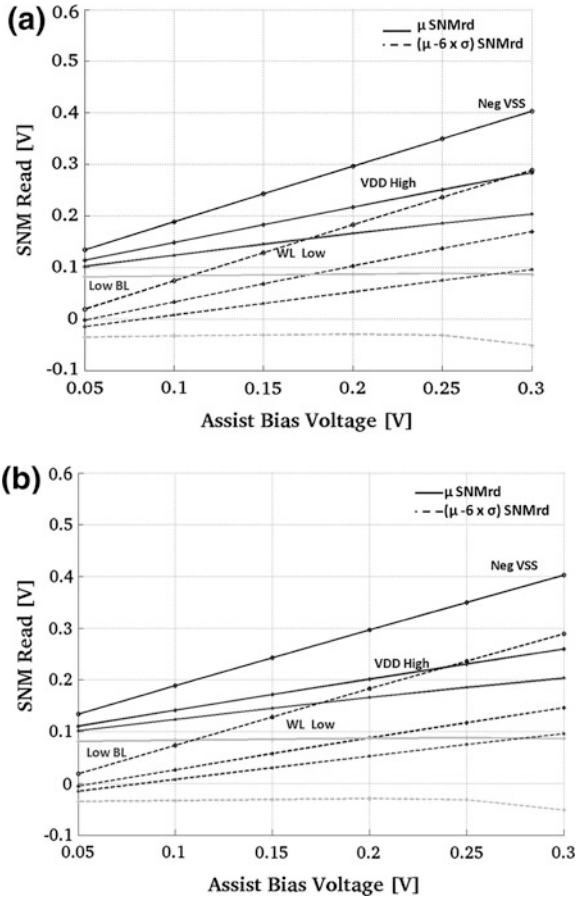 (a)
0.6
0.5
0.4
0.3
0.2
0.1
0
-0.1
SNM Read [V]
μ SNMrd
(μ -6 x σ) SNMrd
Neg VSS
VDD High
WL Low
Low BL
0.05 0.1 0.15 0.2 0.25 0.3
Assist Bias Voltage [V]
(b)
0.6
0.5
0.4
0.3
0.2
0.1
0
-0.1
SNM Read [V]
μ SNMrd
(μ -6 x σ) SNMrd
Neg VSS
VDD High
WL Low
Low BL
0.05 0.1 0.15 0.20 0.25 0.3
Assist Bias Voltage [V]